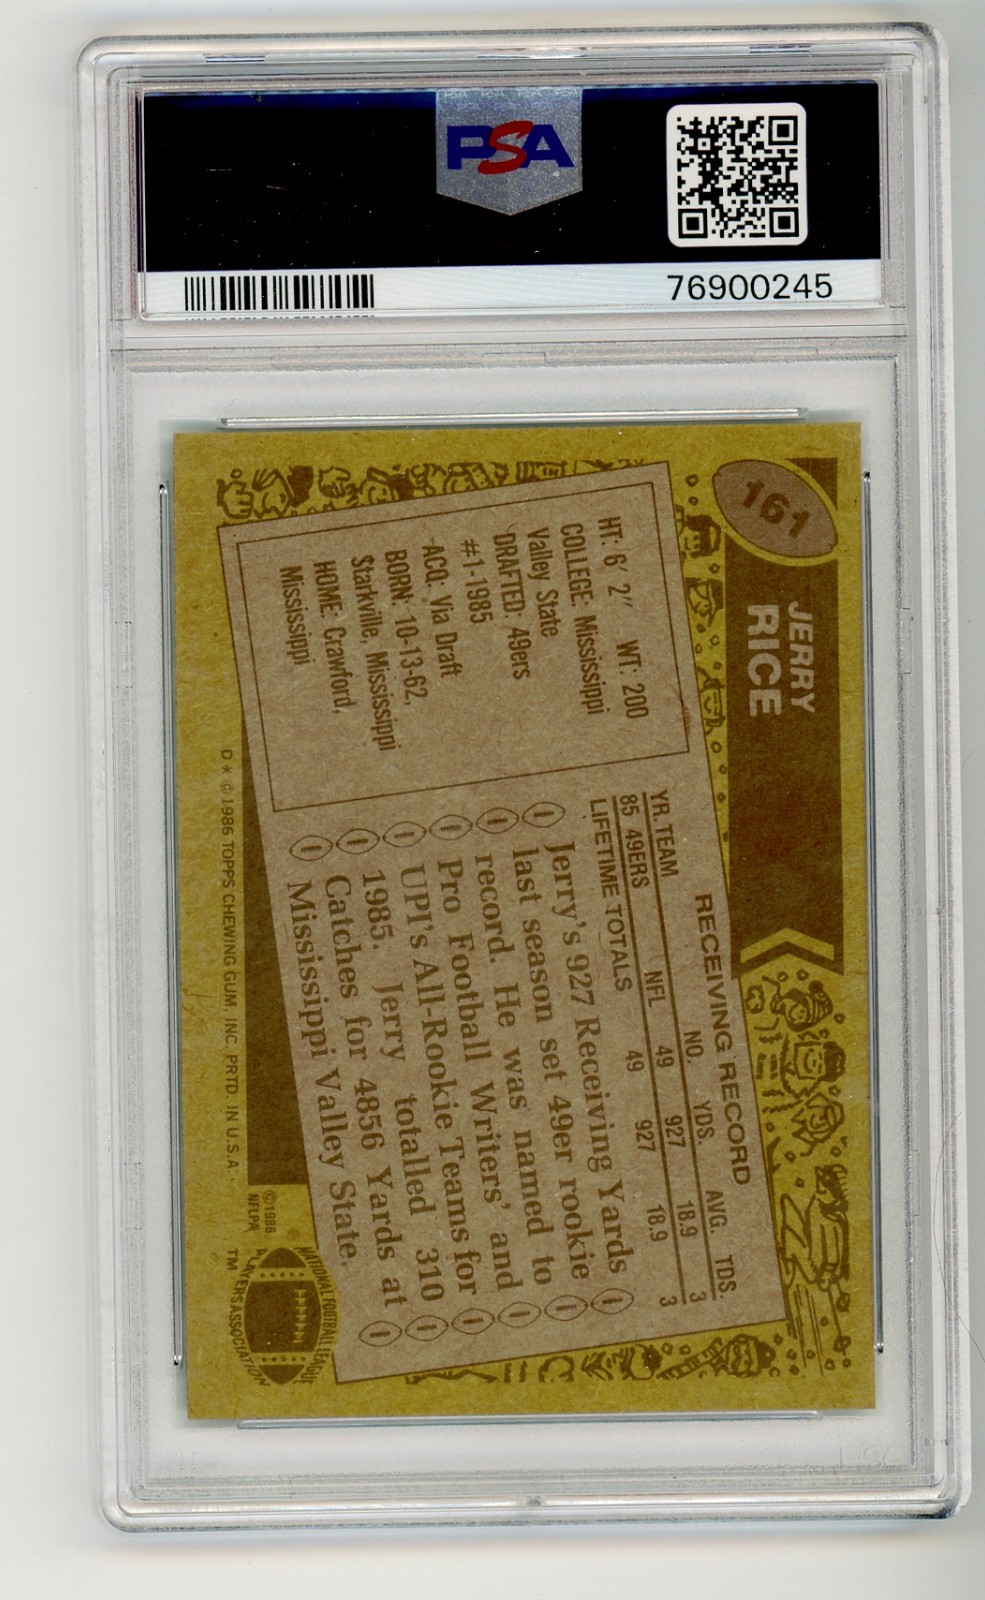 PSA
76900245
161
JERRY
RICE
HT: 6' 2" WT: 200
COLLEGE: Mississippi
Valley State
DRAFTED: 49ers
#1-1985
ACQ: Via Draft
BORN: 10-13-62,
Starkville, Mississippi
HOME: Crawford,
Mississippi
RECEIVING RECORD
YR. TEAM NFL NO. YDS. AVG. TDS.
85 49ERS 49 927 18.9 3
LIFETIME TOTALS 49 927 18.9 3
Jerry's 927 Receiving Yards
last season set 49er rookie
record. He was named to
Pro Football Writers' and
UPI's All-Rookie Teams for
1985. Jerry totalled 310
Catches for 4856 Yards at
Mississippi Valley State.
©1986
NFLPA
NATIONAL FOOTBALL LEAGUE
PLAYERS ASSOCIATION
TM
D * © 1986 TOPPS CHEWING GUM, INC. PRTD. IN U.S.A.